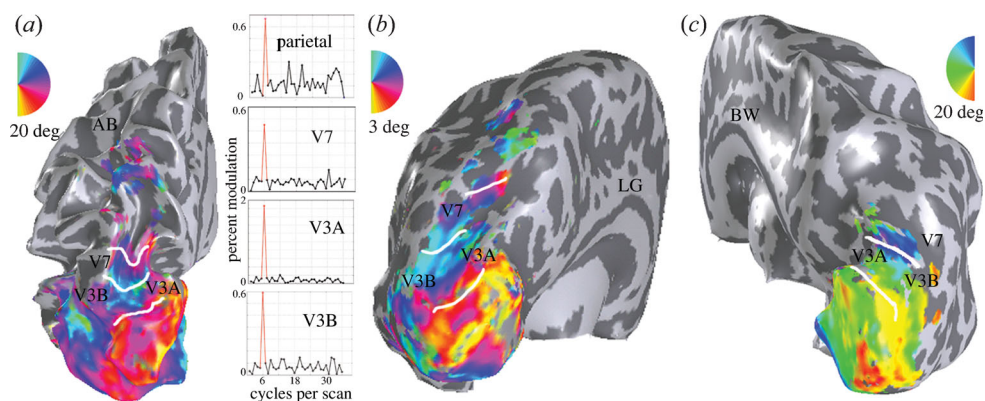 (a)
20 deg
AB
V7
V3B
V3A
percent modulation
0.6
parietal
0
0.6
V7
0
2
V3A
0
0.6
V3B
0
6 18 30
cycles per scan
(b)
3 deg
LG
V7
V3A
V3B
(c)
20 deg
BW
V7
V3A
V3B